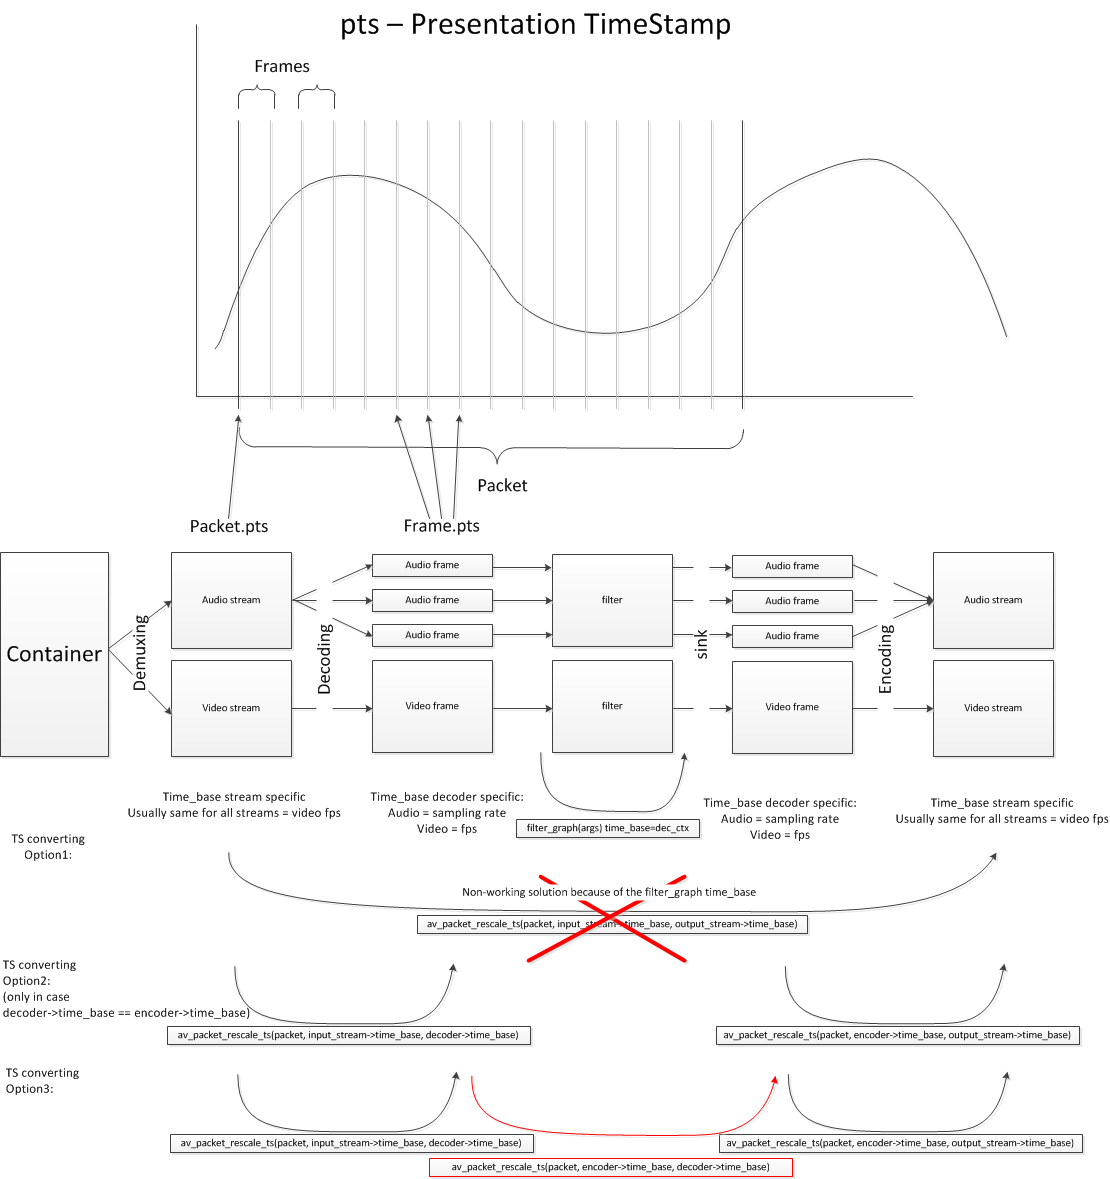 pts – Presentation TimeStamp
Frames
Packet
Packet.pts
Frame.pts
Container
Demuxing
Audio stream
Video stream
Decoding
Audio frame
Audio frame
Audio frame
Video frame
filter
filter
sink
Audio frame
Audio frame
Audio frame
Video frame
Encoding
Audio stream
Video stream
Time_base stream specific
Usually same for all streams = video fps
Time_base decoder specific:
Audio = sampling rate
Video = fps
filter_graph(args) time_base=dec_ctx
Time_base decoder specific:
Audio = sampling rate
Video = fps
Time_base stream specific
Usually same for all streams = video fps
TS converting
Option1:
Non-working solution because of the filter_graph time_base
av_packet_rescale_ts(packet, input_stream->time_base, output_stream->time_base)
TS converting
Option2:
(only in case
decoder->time_base == encoder->time_base)
av_packet_rescale_ts(packet, input_stream->time_base, decoder->time_base)
av_packet_rescale_ts(packet, encoder->time_base, output_stream->time_base)
TS converting
Option3:
av_packet_rescale_ts(packet, input_stream->time_base, decoder->time_base)
av_packet_rescale_ts(packet, encoder->time_base, output_stream->time_base)
av_packet_rescale_ts(packet, encoder->time_base, decoder->time_base)